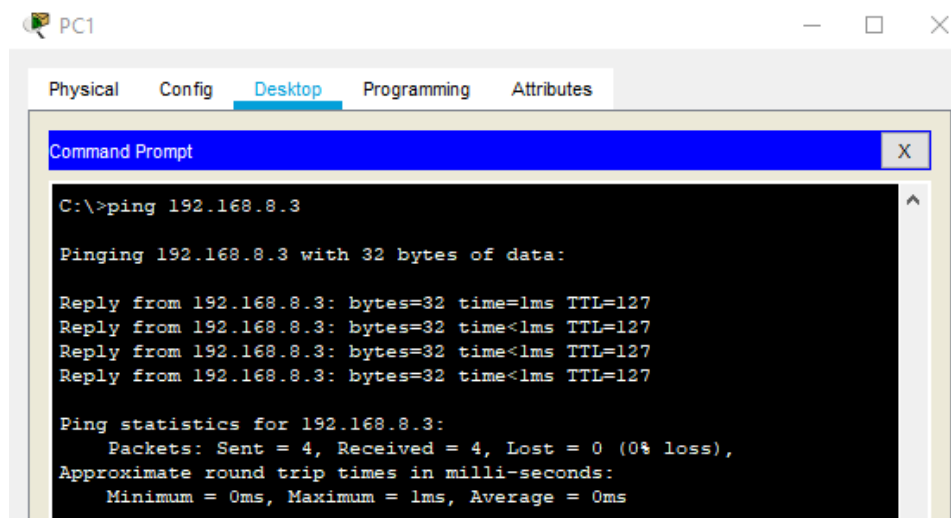 PC1
Physical Config Desktop Programming Attributes
Command Prompt
X
C:\>ping 192.168.8.3
Pinging 192.168.8.3 with 32 bytes of data:
Reply from 192.168.8.3: bytes=32 time=1ms TTL=127
Reply from 192.168.8.3: bytes=32 time<1ms TTL=127
Reply from 192.168.8.3: bytes=32 time<1ms TTL=127
Reply from 192.168.8.3: bytes=32 time<1ms TTL=127
Ping statistics for 192.168.8.3:
    Packets: Sent = 4, Received = 4, Lost = 0 (0% loss),
Approximate round trip times in milli-seconds:
    Minimum = 0ms, Maximum = 1ms, Average = 0ms